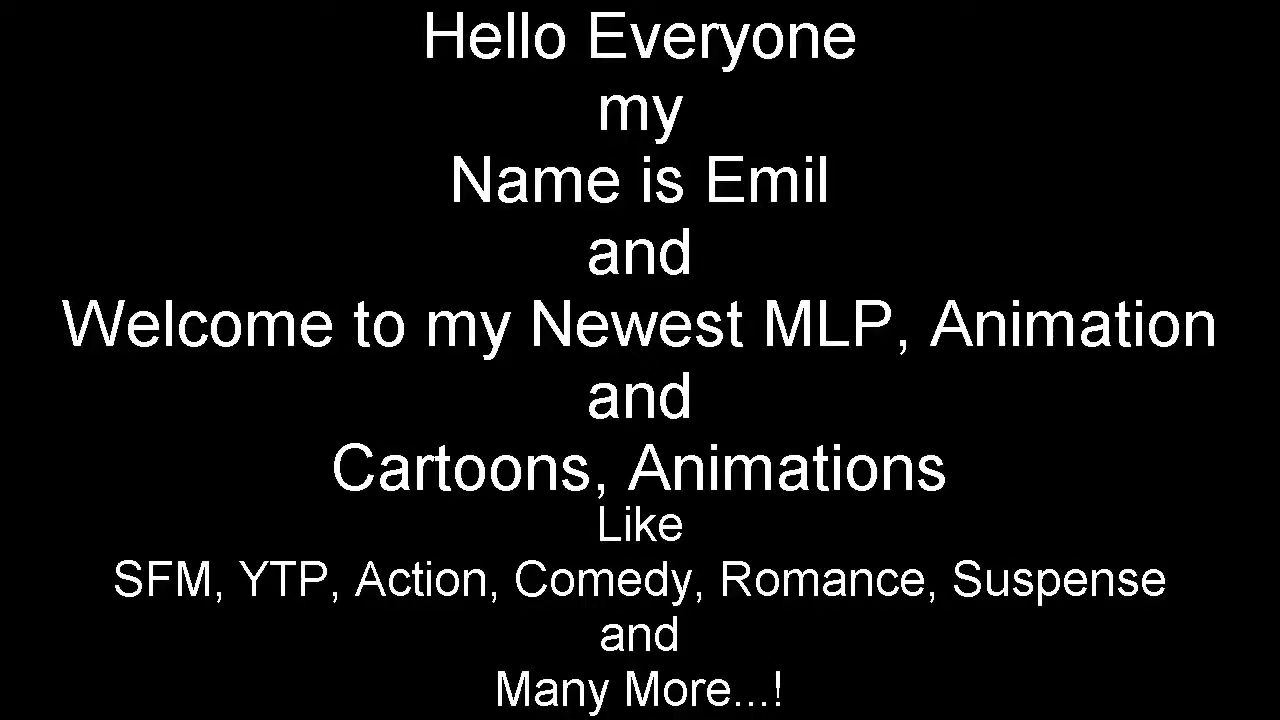 Hello Everyone
my
Name is Emil
and
Welcome to my Newest MLP, Animation
and
Cartoons, Animations
Like
SFM, YTP, Action, Comedy, Romance, Suspense
and
Many More...!